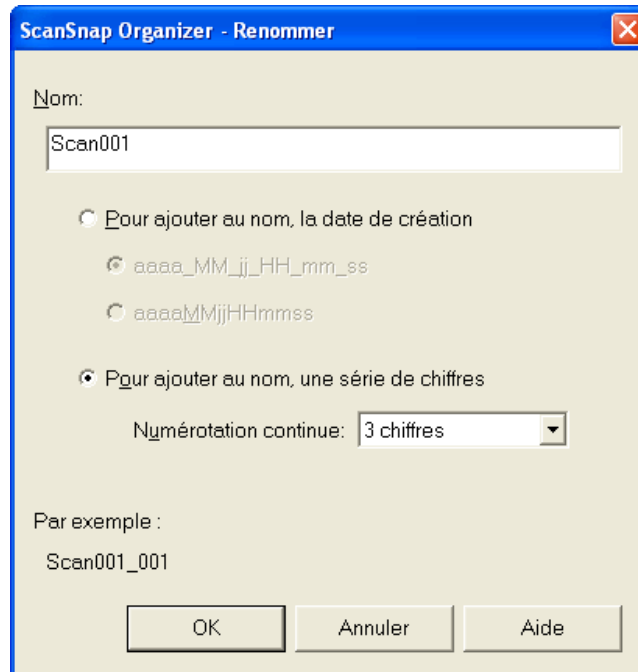 ScanSnap Organizer - Renommer
Nom:
Scan001
Pour ajouter au nom, la date de création
aaaa_MM_jj_HH_mm_ss
aaaaMMjjHHmmss
Pour ajouter au nom, une série de chiffres
Numérotation continue: 3 chiffres
Par exemple :
Scan001_001
OK Annuler Aide